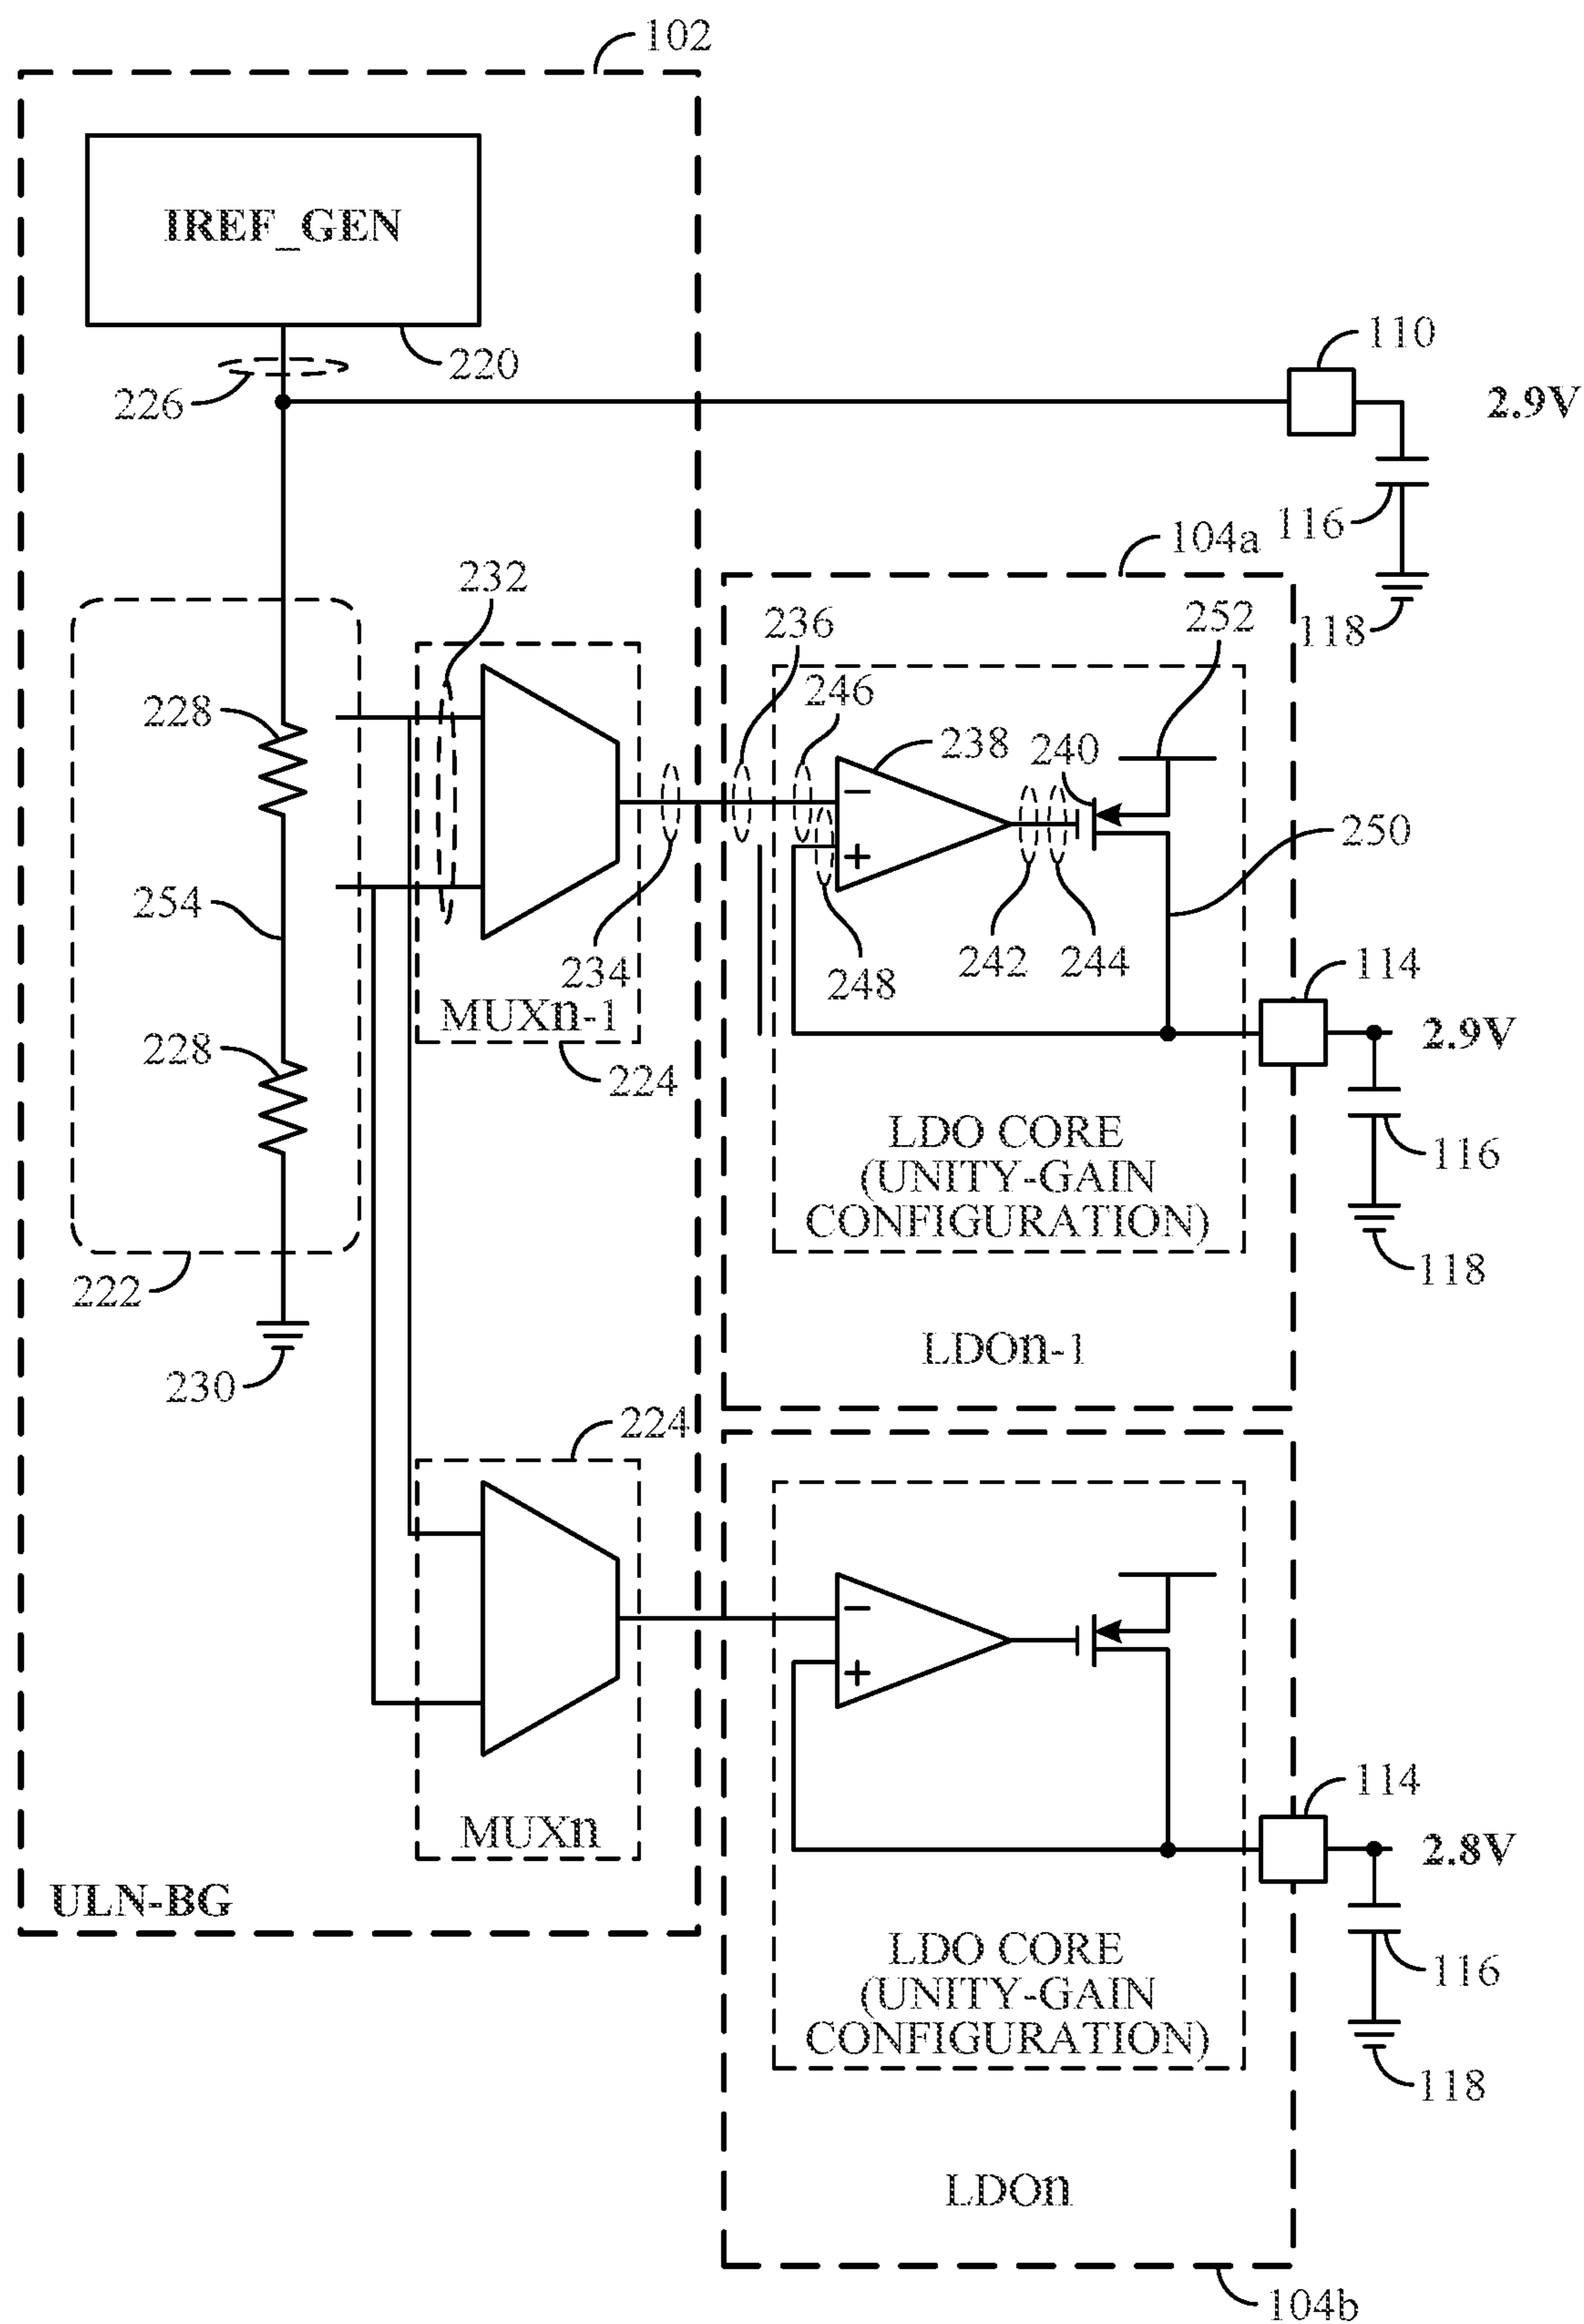 102
IREF_GEN
220
226
110
2.9V
116
118
104a
232
236
252
246
228
238
240
250
254
234
248
242
244
114
MUXn-1
2.9V
228
224
LDO CORE
(UNITY-GAIN
CONFIGURATION)
116
118
222
LDOn-1
230
224
114
MUXn
2.8V
ULN-BG
LDO CORE
(UNITY-GAIN
CONFIGURATION)
116
118
LDOn
104b
-
+
-
+